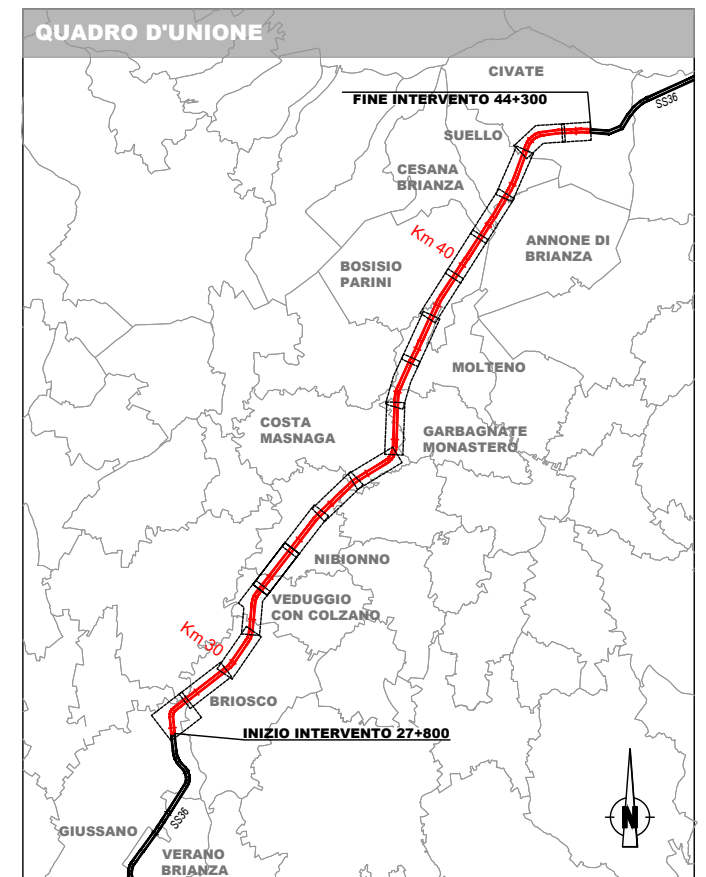 QUADRO D'UNIONE
CIVATE
FINE INTERVENTO 44+300
SS36
SUELLO
CESANA
BRIANZA
Km 40
ANNONE DI
BRIANZA
BOSISIO
PARINI
MOLTENO
COSTA
MASNAGA
GARBAGNATE
MONASTERO
NIBIONNO
VEDUGGIO
CON COLZANO
Km 30
BRIOSCO
INIZIO INTERVENTO 27+800
N
SS36
GIUSSANO
VERANO
BRIANZA